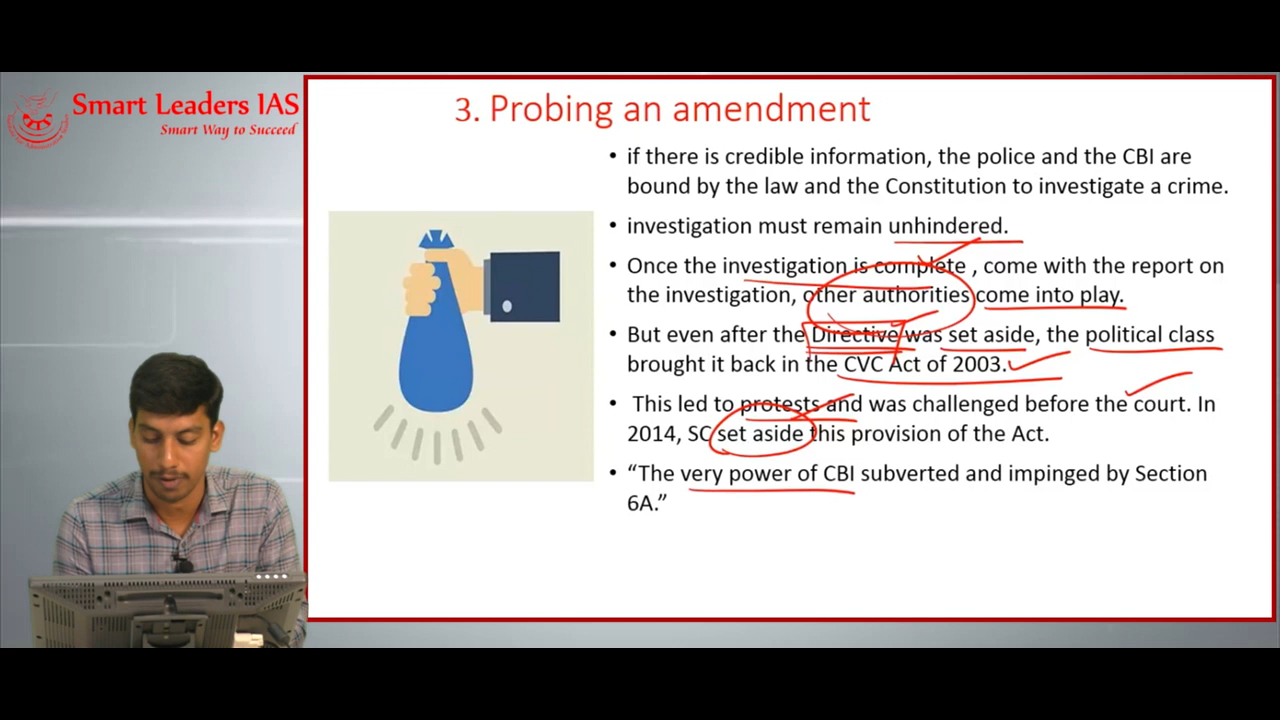 Smart Leaders IAS
Smart Way to Succeed
3. Probing an amendment
• if there is credible information, the police and the CBI are
bound by the law and the Constitution to investigate a crime.
• investigation must remain unhindered.
• Once the investigation is complete , come with the report on
the investigation, other authorities come into play.
• But even after the Directive was set aside, the political class
brought it back in the CVC Act of 2003.
• This led to protests and was challenged before the court. In
2014, SC set aside this provision of the Act.
• “The very power of CBI subverted and impinged by Section
6A.”